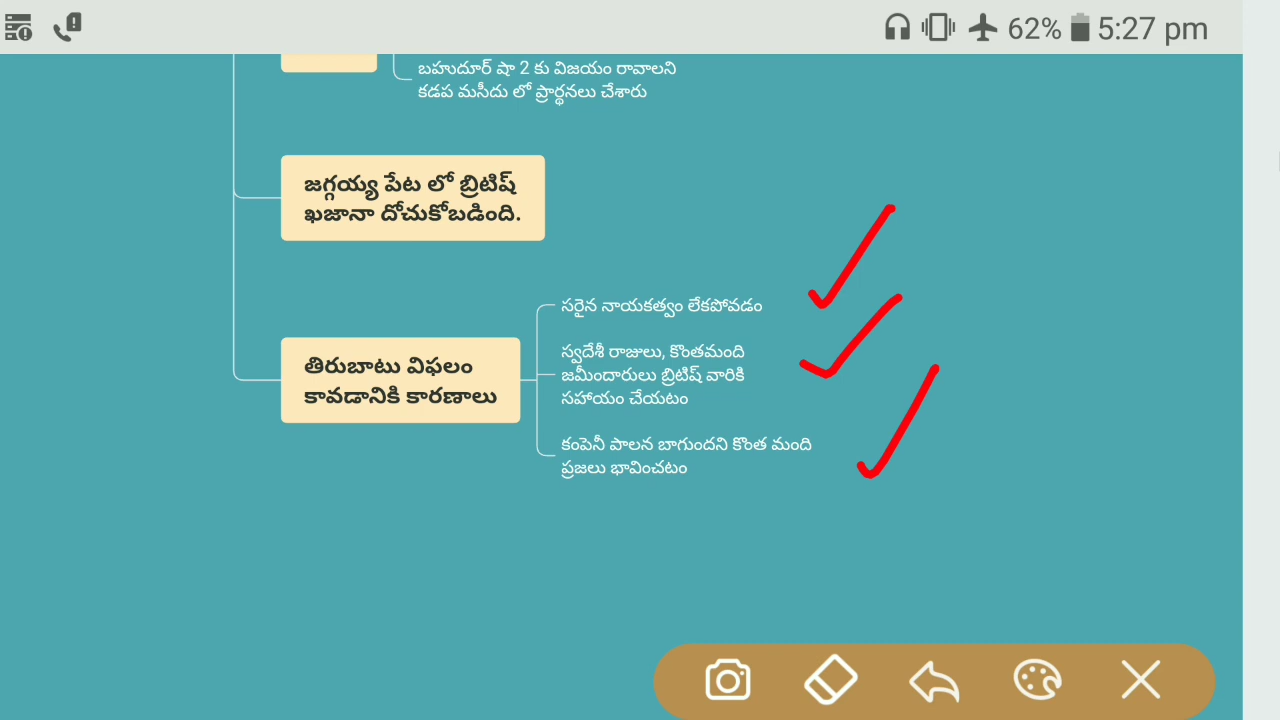 62% 5:27 pm
బహుదూర్ షా 2 కు విజయం రావాలని
కడప మసీదు లో ప్రార్థనలు చేశారు
జగ్గయ్య పేట లో బ్రిటిష్
ఖజానా దోచుకోబడింది.
తిరుబాటు విఫలం
కావడానికి కారణాలు
సరైన నాయకత్వం లేకపోవడం
స్వదేశీ రాజులు, కొంతమంది
జమీందారులు బ్రిటిష్ వారికి
సహాయం చేయటం
కంపెనీ పాలన బాగుందని కొంత మంది
ప్రజలు భావించటం